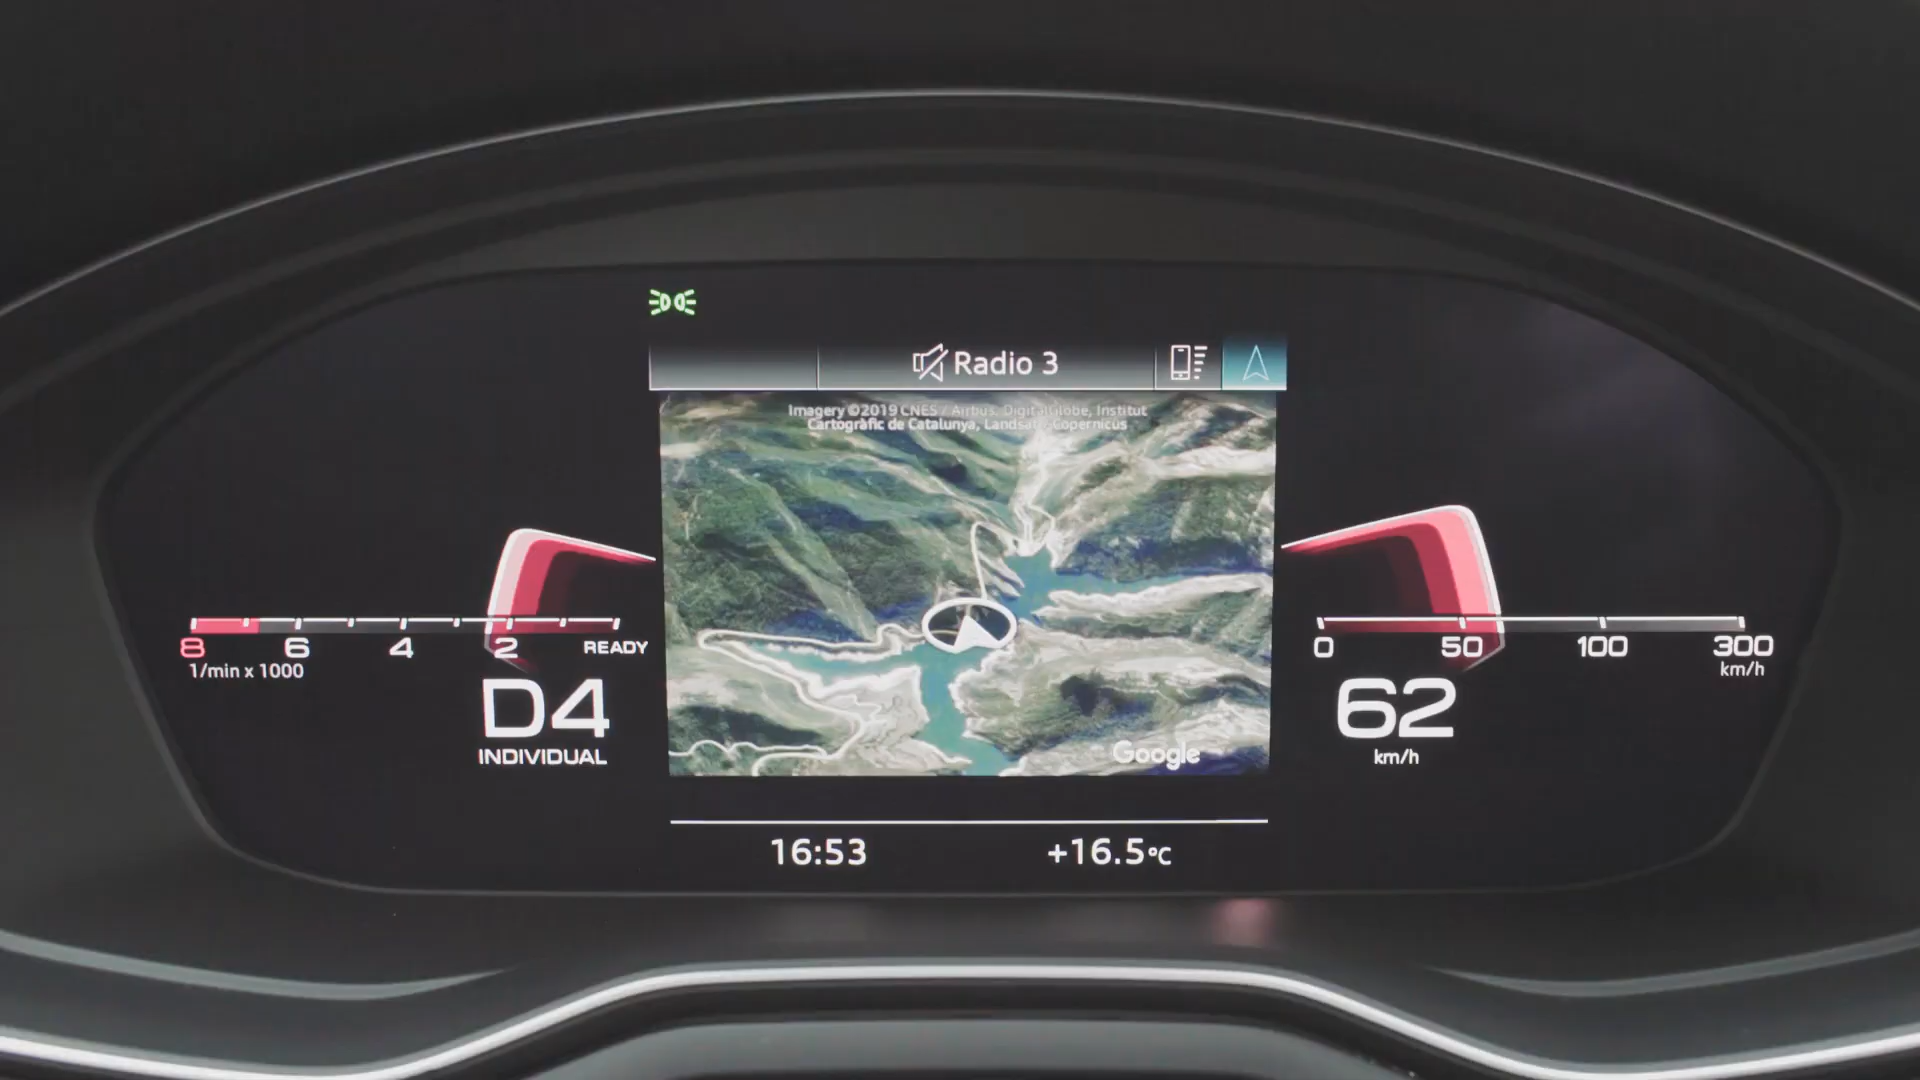 Radio 3
Imagery ©2019 CNES / Airbus, DigitalGlobe, Institut
Cartogràfic de Catalunya, Landsat / Copernicus
8 6 4 2 READY
1/min x 1000
0 50 100 300
km/h
D4
INDIVIDUAL
62
km/h
Google
16:53 +16.5°C